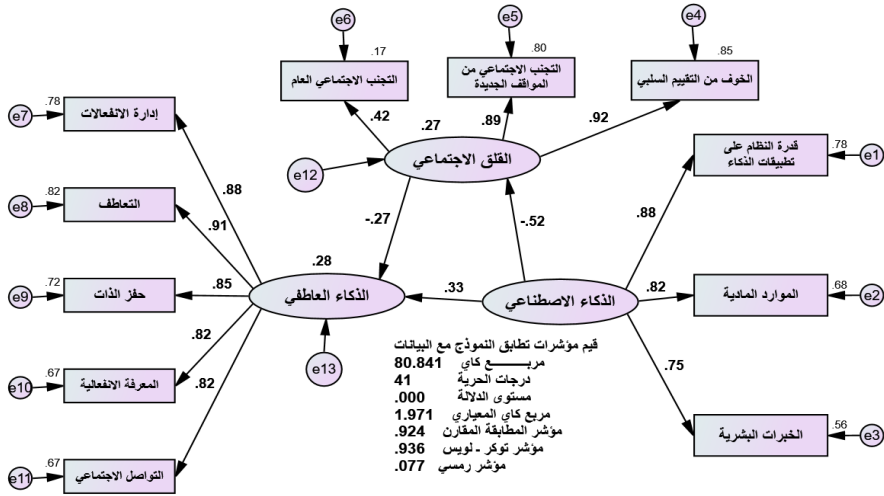 e6
e5
e4
.17
.80
.85
التجنب الاجتماعي العام
التجنب الاجتماعي من
المواقف الجديدة
الخوف من التقييم السلبي
e7
.78
إدارة الانفعالات
.42
.27
.89
.92
القلق الاجتماعي
e12
قدرة النظام على
تطبيقات الذكاء
.78
e1
e8
.82
التعاطف
.88
.91
-.27
-.52
.88
e9
.72
حفز الذات
.85
.28
الذكاء العاطفي
.33
الذكاء الاصطناعي
.82
الموارد المادية
.68
e2
.82
.82
e13
.75
e10
.67
المعرفة الانفعالية
قيم مؤشرات تطابق النموذج مع البيانات
مربـــــــع كاي 80.841
درجات الحرية 41
مستوى الدلالة .000
مربع كاي المعياري 1.971
مؤشر المطابقة المقارن .924
مؤشر توكر ـ لويس .936
مؤشر رمسي .077
الخبرات البشرية
.56
e3
e11
.67
التواصل الاجتماعي